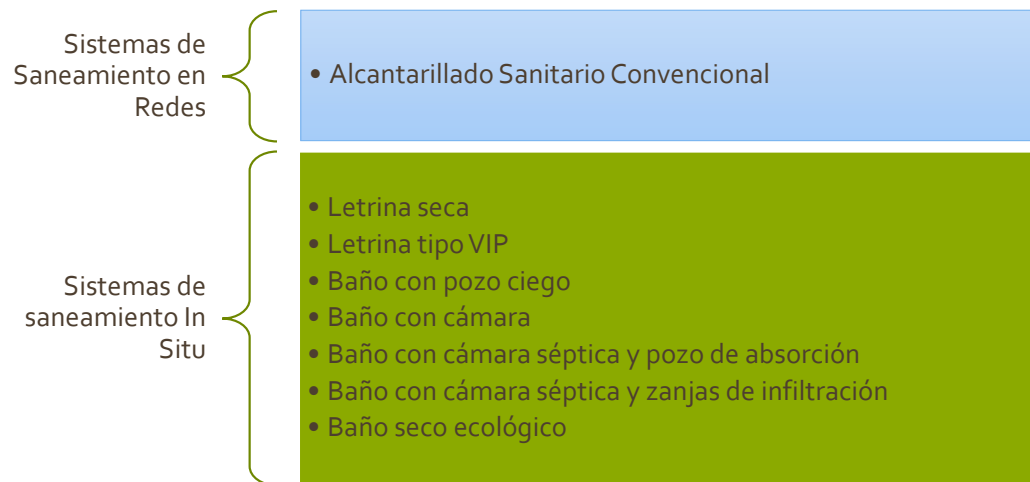 Sistemas de
Saneamiento en
Redes
• Alcantarillado Sanitario Convencional
Sistemas de
saneamiento In
Situ
• Letrina seca
• Letrina tipo VIP
• Baño con pozo ciego
• Baño con cámara
• Baño con cámara séptica y pozo de absorción
• Baño con cámara séptica y zanjas de infiltración
• Baño seco ecológico